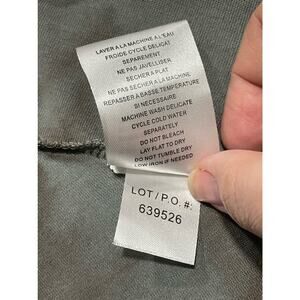 LAVER A LA MACHINE A L'EAU
FROIDE CYCLE DELICAT
SEPAREMENT
NE PAS JAVELLISER
SECHER A PLAT
NE PAS SECHER A LA MACHINE
REPASSER A BASSE TEMPERATURE
SI NECESSAIRE
MACHINE WASH DELICATE
CYCLE COLD WATER
SEPARATELY
DO NOT BLEACH
LAY FLAT TO DRY
DO NOT TUMBLE DRY
LOW IRON IF NEEDED
LOT / P.O. #:
639526